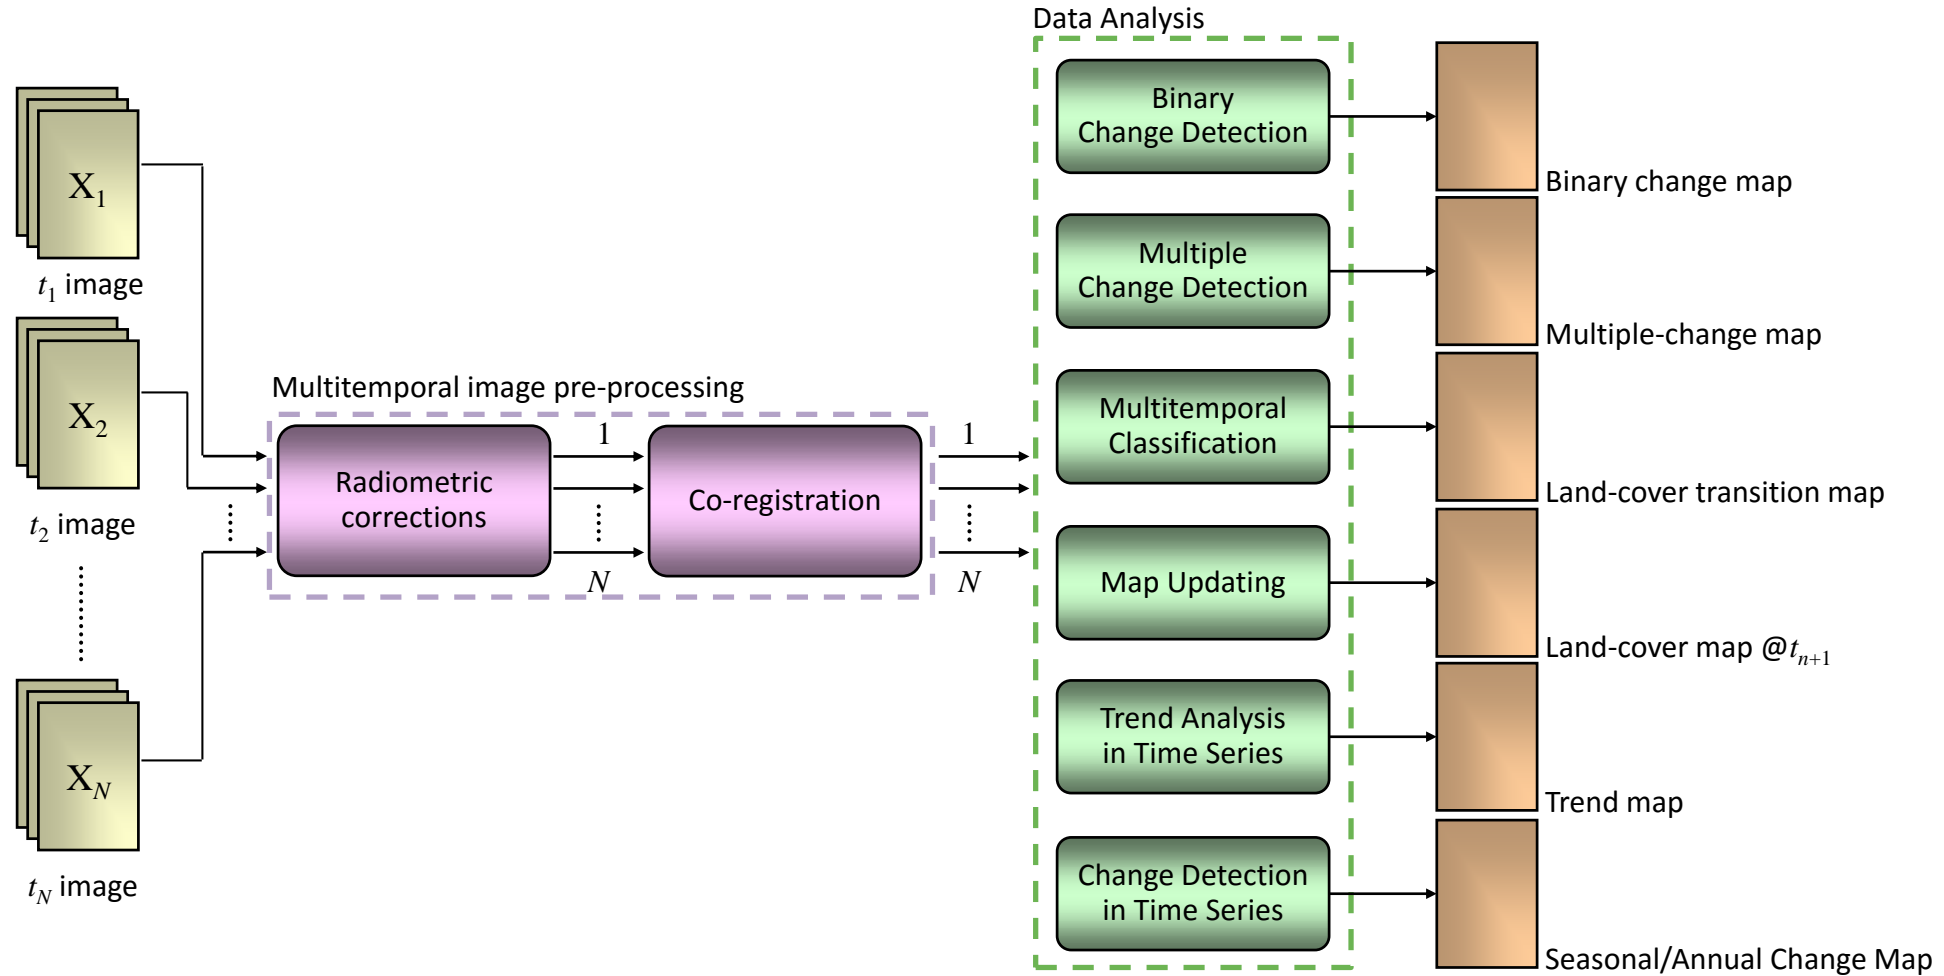 Data Analysis
X1
t1 image
X2
t2 image
XN
tN image
Multitemporal image pre-processing
Radiometric
corrections
1
N
Co-registration
1
N
Binary
Change Detection
Binary change map
Multiple
Change Detection
Multiple-change map
Multitemporal
Classification
Land-cover transition map
Map Updating
Land-cover map @tn+1
Trend Analysis
in Time Series
Trend map
Change Detection
in Time Series
Seasonal/Annual Change Map